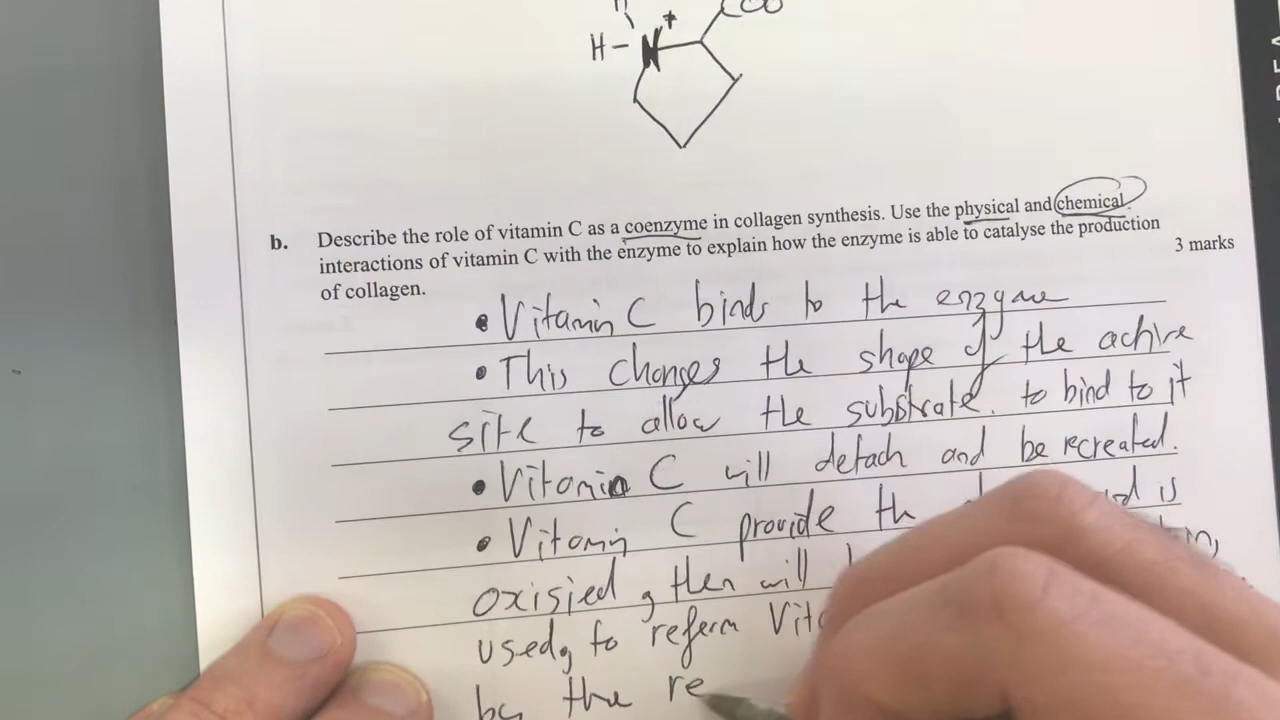 COO
H
+
H-N
b. Describe the role of vitamin C as a coenzyme in collagen synthesis. Use the physical and chemical
interactions of vitamin C with the enzyme to explain how the enzyme is able to catalyse the production
of collagen.
3 marks
• Vitamin C binds to the enzyme
• This changes the shape of the active
site to allow the substrate. to bind to it
• Vitamin C will detach and be recreated.
• Vitamin C provide th is
oxisied, then will
used, to reform
by the re